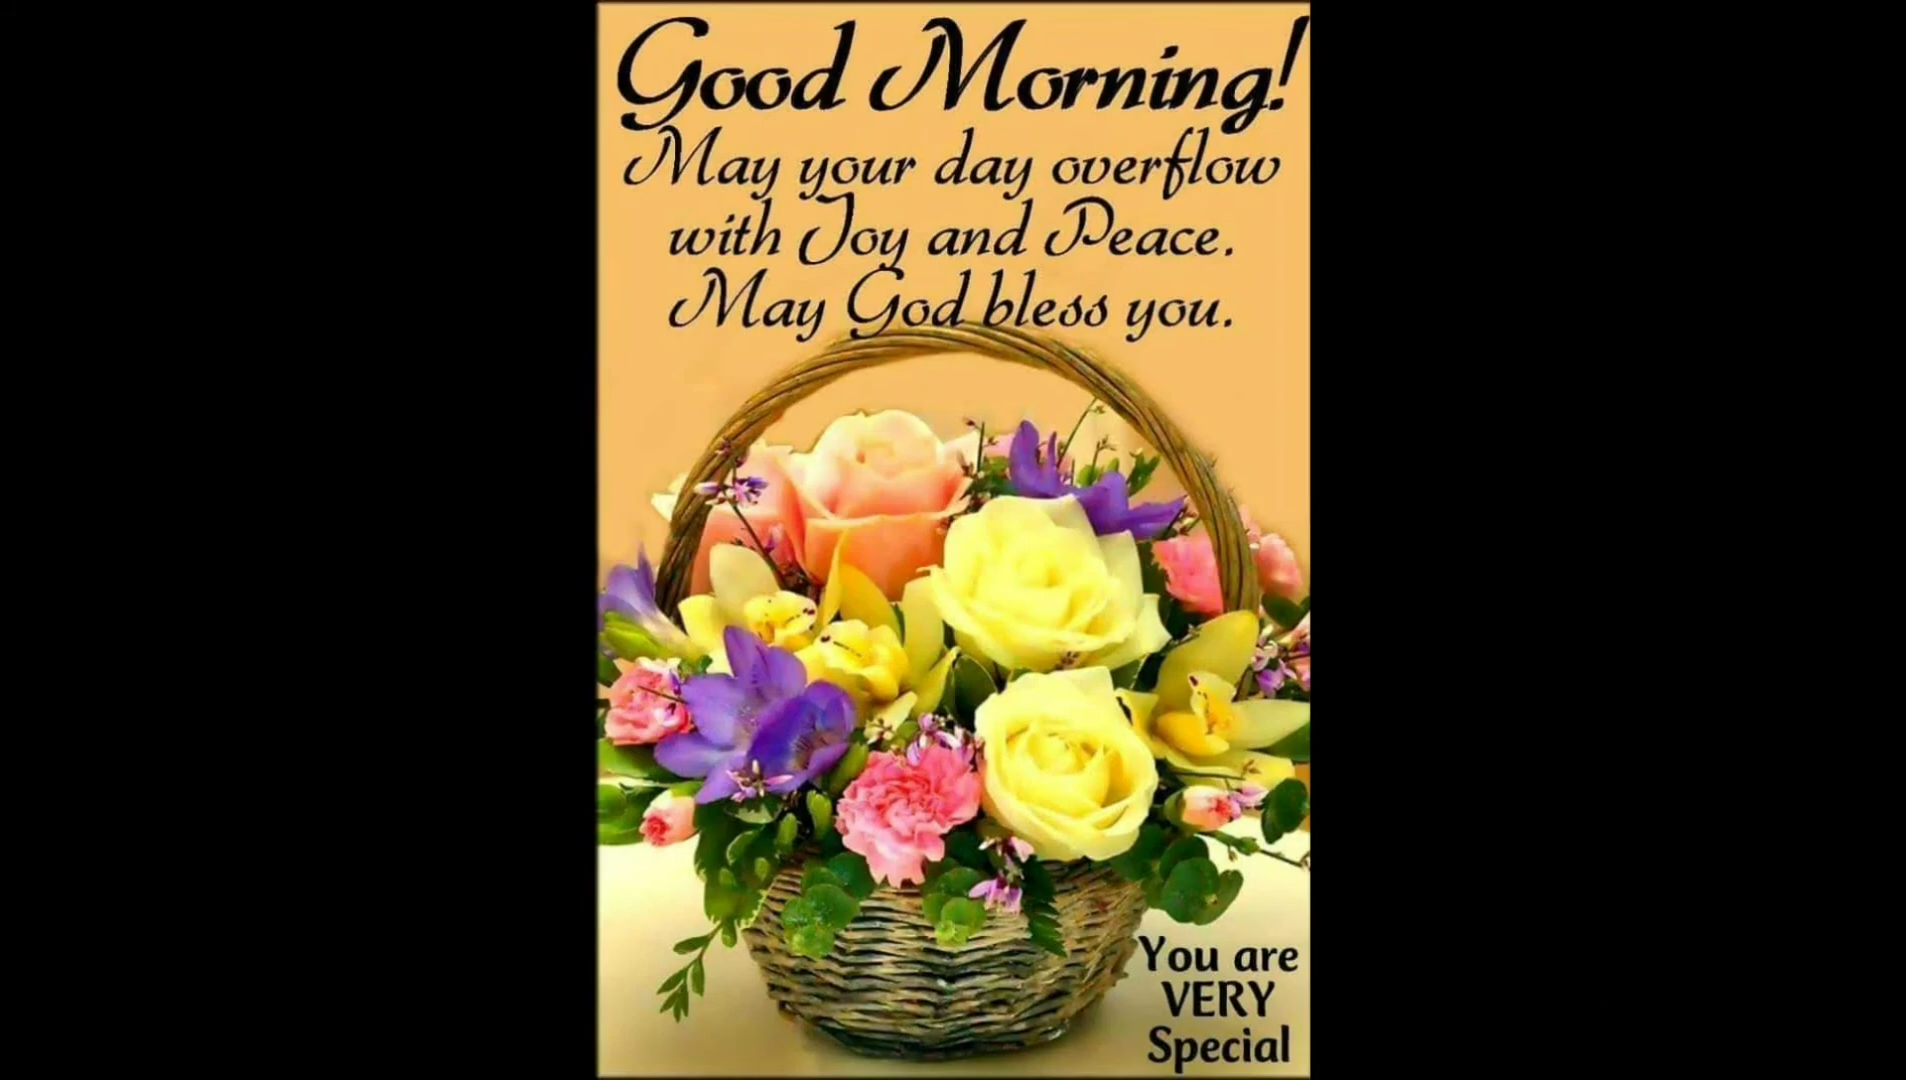 Good Morning!
May your day overflow
with Joy and Peace.
May God bless you.
You are
VERY
Special